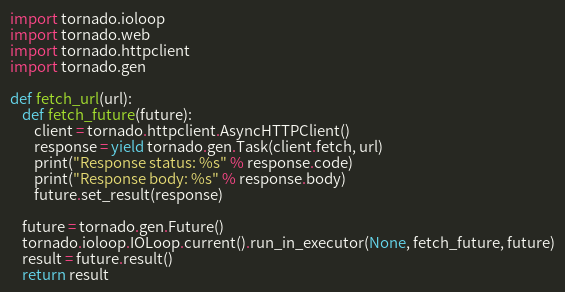 import tornado.ioloop
import tornado.web
import tornado.httpclient
import tornado.gen

def fetch_url(url):
    def fetch_future(future):
        client = tornado.httpclient.AsyncHTTPClient()
        response = yield tornado.gen.Task(client.fetch, url)
        print("Response status: %s" % response.code)
        print("Response body: %s" % response.body)
        future.set_result(response)

    future = tornado.gen.Future()
    tornado.ioloop.IOLoop.current().run_in_executor(None, fetch_future, future)
    result = future.result()
    return result